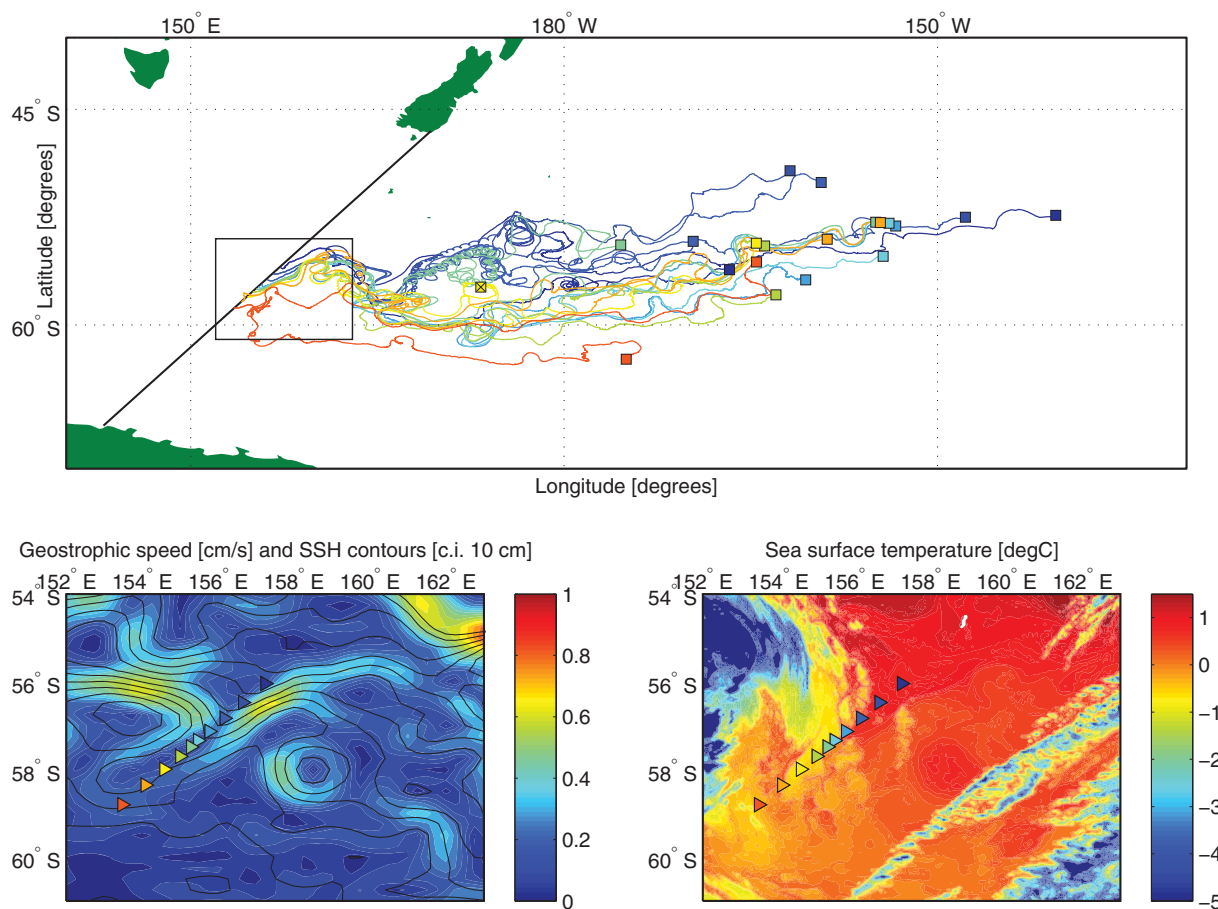 150° E 180° W 150° W
45° S
60° S
Latitude [degrees]
Longitude [degrees]
Geostrophic speed [cm/s] and SSH contours [c.i. 10 cm]
152° E 154° E 156° E 158° E 160° E 162° E
54° S
56° S
58° S
60° S
1
0.8
0.6
0.4
0.2
0
Sea surface temperature [degC]
152° E 154° E 156° E 158° E 160° E 162° E
54° S
56° S
58° S
60° S
1
0
−1
−2
−3
−4
−5